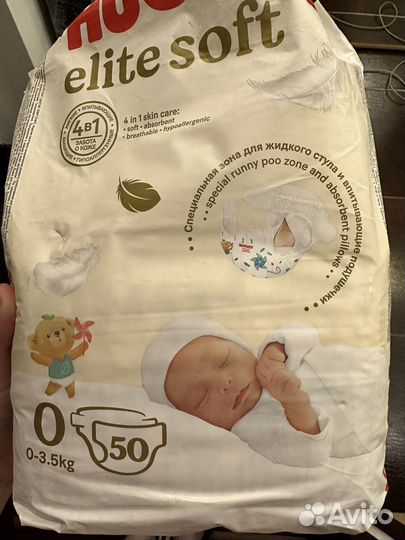 elite soft
4в1
ЗАБОТА
О КОЖЕ
4 in 1 skin care:
• soft • absorbent
• breathable • hypoallergenic
• Специальная зона для жидкого стула и впитывающие подушечки
• special runny poo zone and absorbent pillows •
0
0-3.5kg
50
Avito